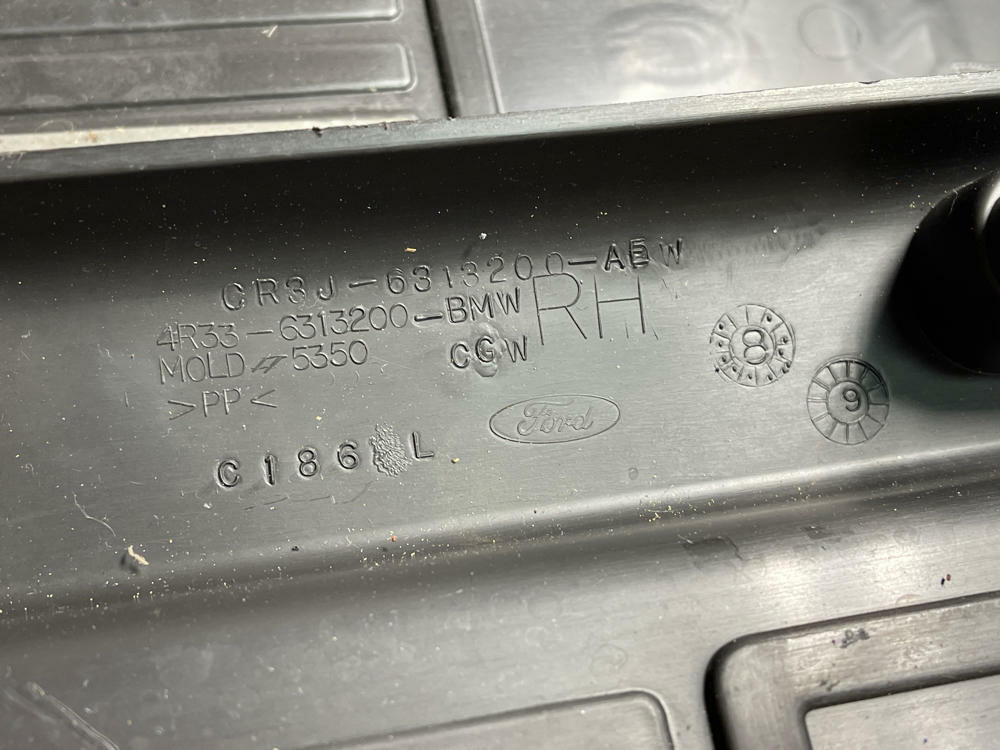 CR3J-6313200-AEW
4R33-6313200-BMW
RH
MOLD # 5350
CGW
>PP<
Ford
C186 L
8
9